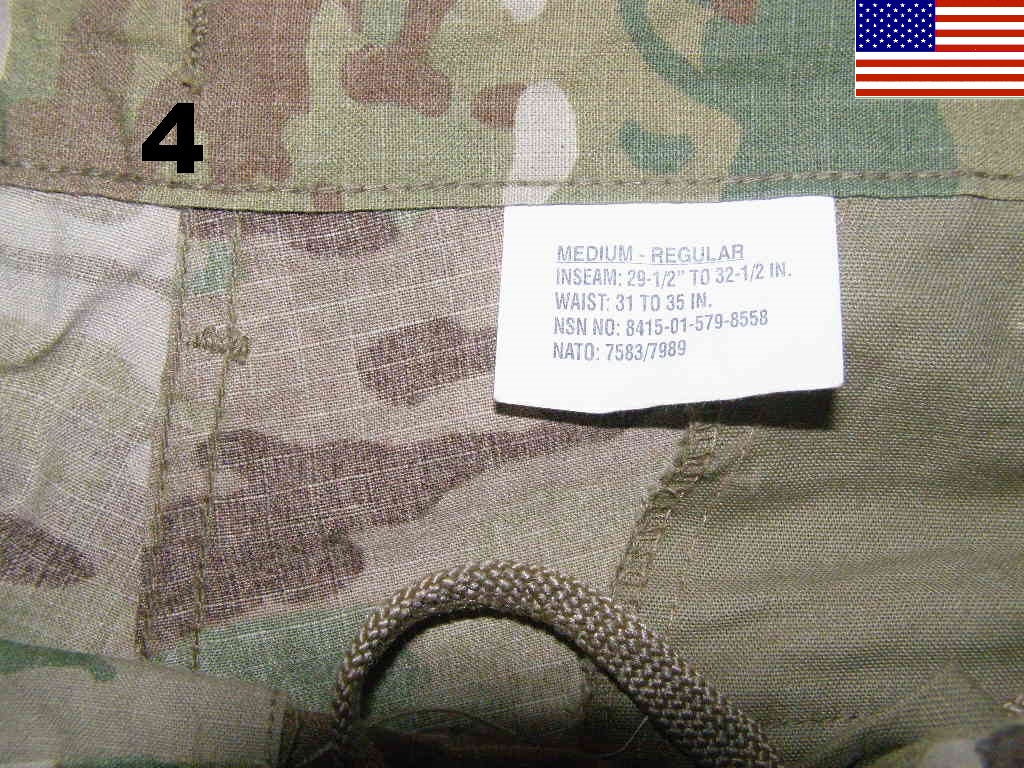 4
MEDIUM - REGULAR
INSEAM: 29-1/2" TO 32-1/2 IN.
WAIST: 31 TO 35 IN.
NSN NO: 8415-01-579-8558
NATO: 7583/7989